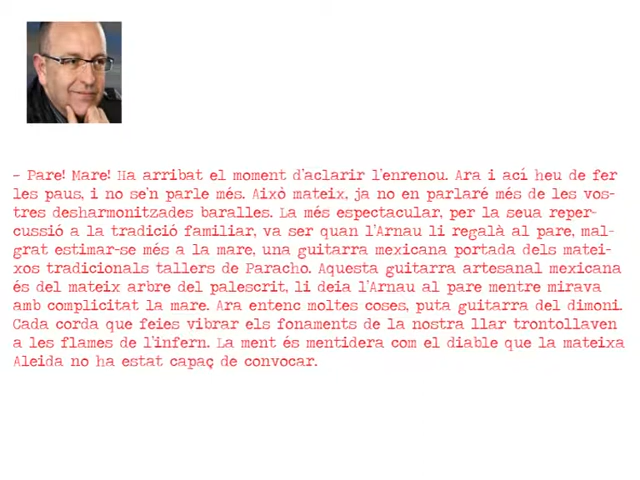 - Pare! Mare! Ha arribat el moment d'aclarir l'enrenou. Ara i ací heu de fer
les paus, i no se'n parle més. Això mateix, ja no en parlaré més de les vos-
tres desharmonitzades baralles. La més espectacular, per la seua reper-
cussió a la tradició familiar, va ser quan l'Arnau li regalà al pare, mal-
grat estimar-se més a la mare, una guitarra mexicana portada dels matei-
xos tradicionals tallers de Paracho. Aquesta guitarra artesanal mexicana
és del mateix arbre del palescrit, li deia l'Arnau al pare mentre mirava
amb complicitat la mare. Ara entenc moltes coses, puta guitarra del dimoni.
Cada corda que feies vibrar els fonaments de la nostra llar trontollaven
a les flames de l'infern. La ment és mentidera com el diable que la mateixa
Aleida no ha estat capaç de convocar.